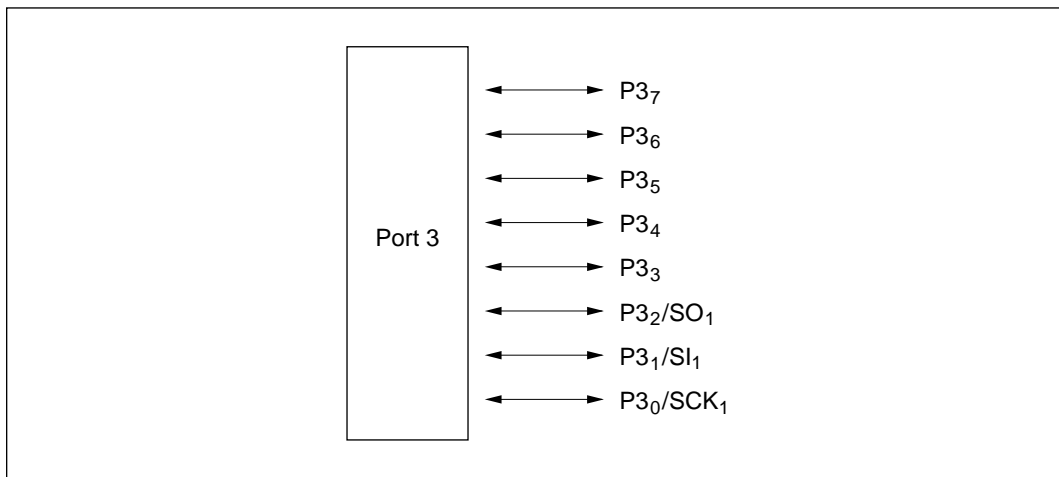 P3₇
P3₆
P3₅
P3₄
Port 3
P3₃
P3₂/SO₁
P3₁/SI₁
P3₀/SCK₁